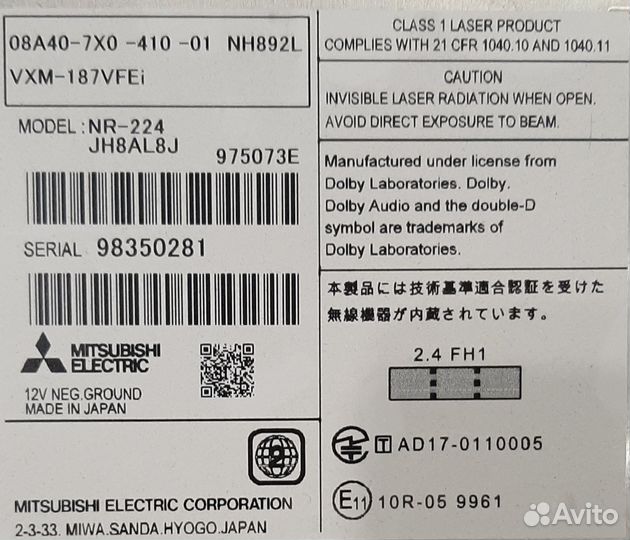 08A40-7X0 -410 -01 NH892L
VXM-187VFEi
MODEL : NR-224
JH8AL8J 975073E
SERIAL 98350281
MITSUBISHI
ELECTRIC
12V NEG.GROUND
MADE IN JAPAN
2
MITSUBISHI ELECTRIC CORPORATION
2-3-33. MIWA.SANDA.HYOGO.JAPAN
CLASS 1 LASER PRODUCT
COMPLIES WITH 21 CFR 1040.10 AND 1040.11
CAUTION
INVISIBLE LASER RADIATION WHEN OPEN.
AVOID DIRECT EXPOSURE TO BEAM.
Manufactured under license from
Dolby Laboratories. Dolby.
Dolby Audio and the double-D
symbol are trademarks of
Dolby Laboratories.
本製品には技術基準適合認証を受けた
無線機器が内蔵されています。
2.4 FH1
T AD17-0110005
E11 10R-05 9961
Avito